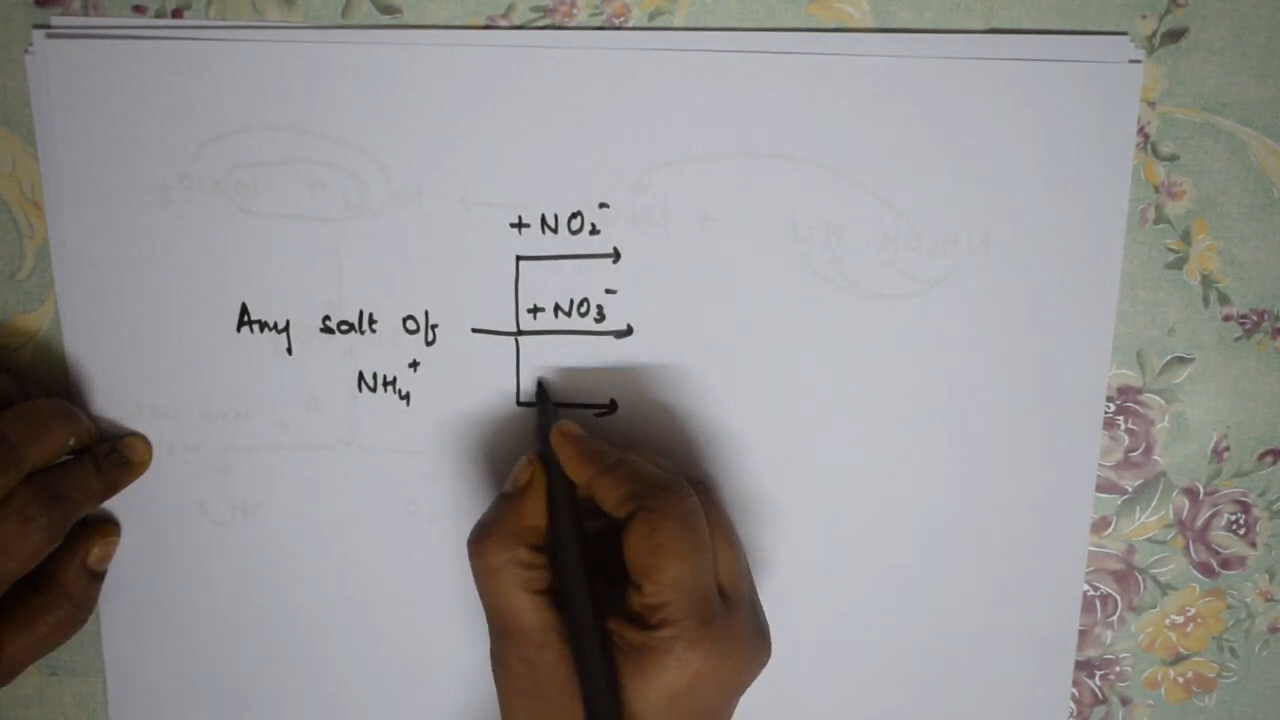 + NO₂⁻
+ NO₃⁻
Any salt Of
NH₄⁺